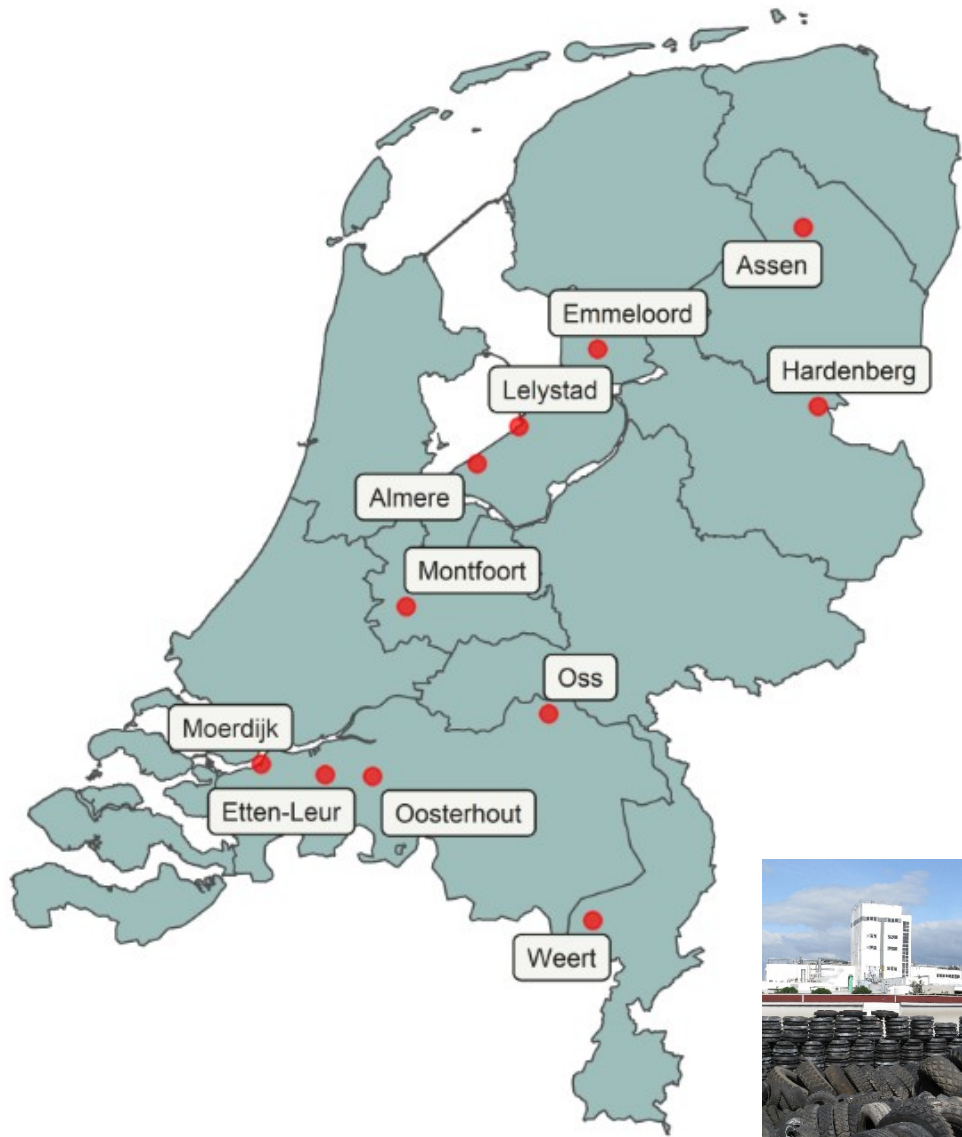 Assen
Emmeloord
Hardenberg
Lelystad
Almere
Montfoort
Oss
Moerdijk
Etten-Leur
Oosterhout
Weert